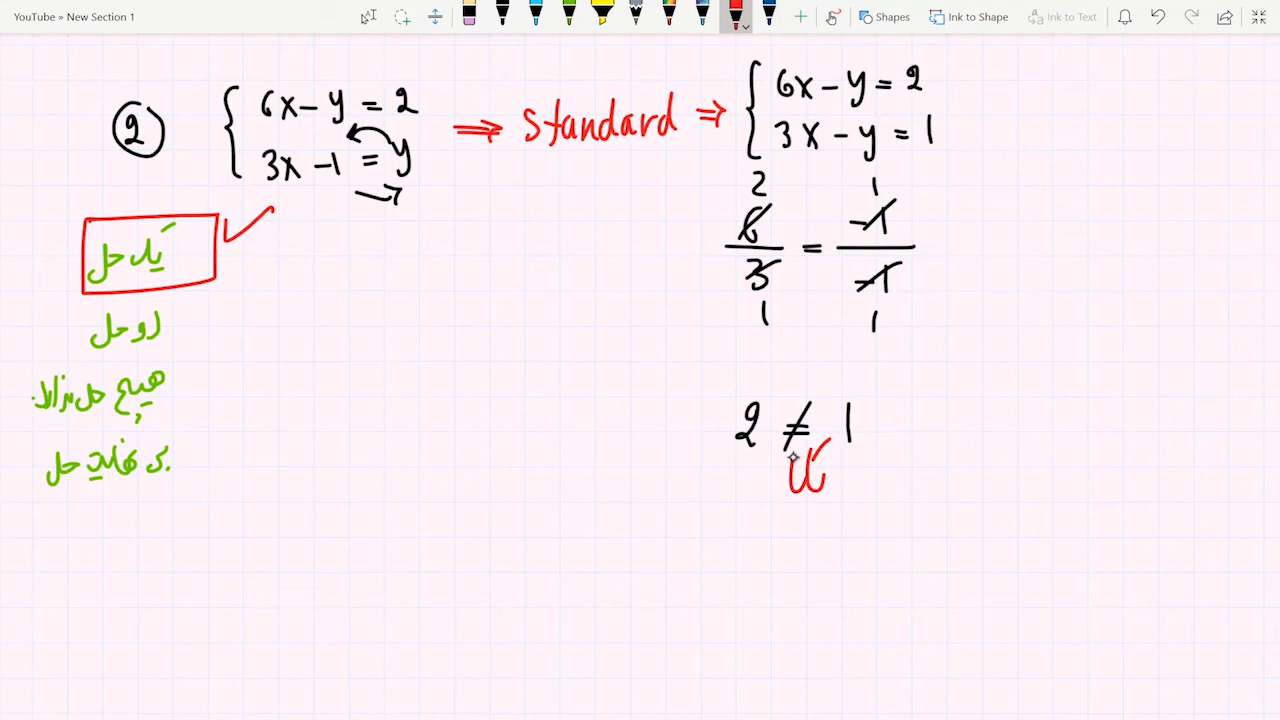 YouTube » New Section 1
Shapes
Ink to Shape
Ink to Text
2
6x - y = 2
3x - 1 = y
⇒ standard ⇒
6x - y = 2
3x - y = 1
2 1
6/3 = -1/-1
1 1
2 ≠ 1
یک حل
دو حل
هیچ حل ندارد
بی نهایت حل